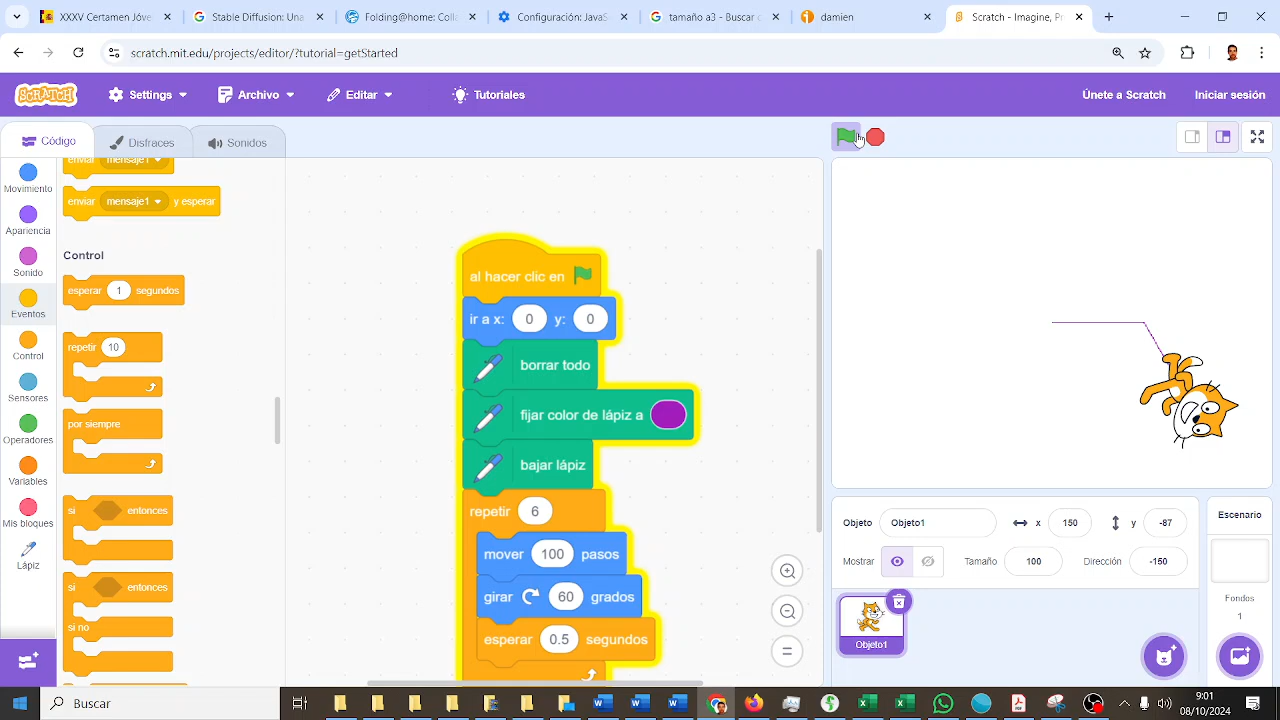 XXXV Certamen Jóve
Stable Diffusion: Una
Folding@home: Colle
Configuración: JavaS
tamaño a3 - Buscar c
damien
Scratch - Imagine, Pr
scratch.mit.edu/projects/editor/?tutorial=getStarted
SCRATCH
Settings
Archivo
Editar
Tutoriales
Únete a Scratch
Iniciar sesión
Código
Disfraces
Sonidos
Movimiento
Apariencia
Sonido
Eventos
Control
Sensores
Operadores
Variables
Mis bloques
Lápiz
enviar mensaje1
enviar mensaje1 y esperar
Control
esperar 1 segundos
repetir 10
por siempre
si entonces
si entonces
si no
al hacer clic en
ir a x: 0 y: 0
borrar todo
fijar color de lápiz a
bajar lápiz
repetir 6
mover 100 pasos
girar 60 grados
esperar 0.5 segundos
Objeto Objeto1 x 150 y -87
Mostrar Tamaño 100 Dirección -150
Objeto1
Escenario
Fondos
1
Buscar
9:01
08/10/2024